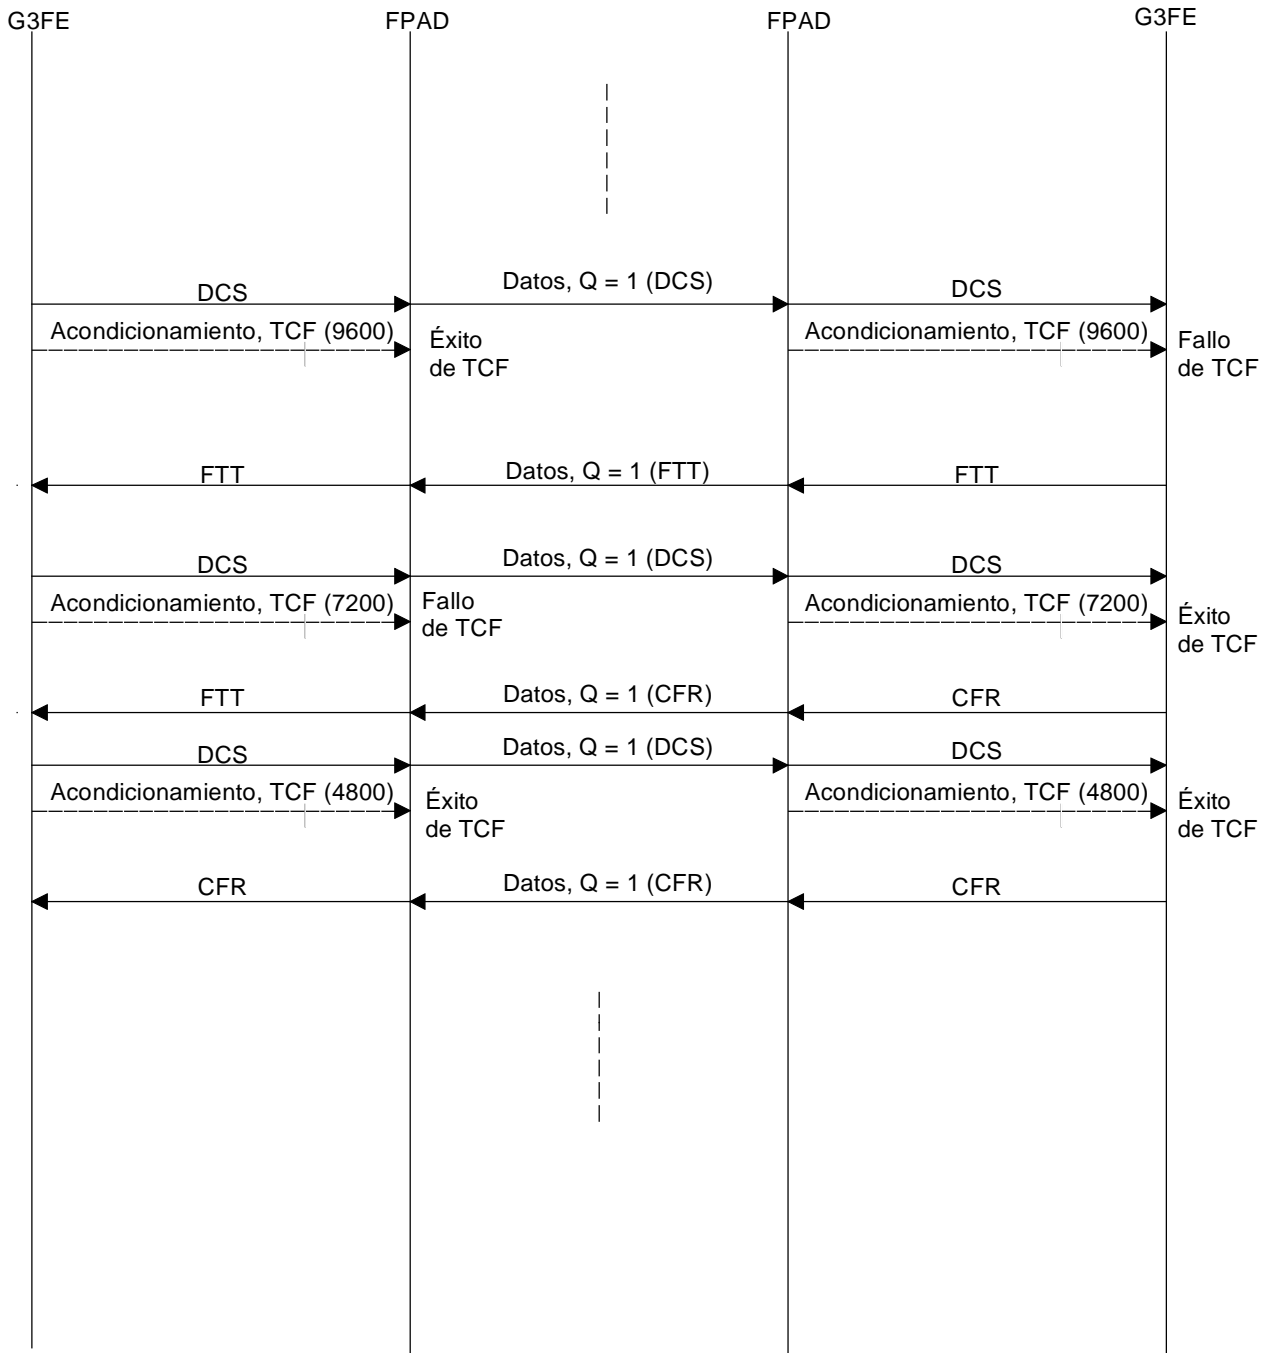 G3FE
FPAD
FPAD
G3FE
DCS
Datos, Q = 1 (DCS)
DCS
Acondicionamiento, TCF (9600)
Éxito
de TCF
Acondicionamiento, TCF (9600)
Fallo
de TCF
FTT
Datos, Q = 1 (FTT)
FTT
DCS
Datos, Q = 1 (DCS)
DCS
Acondicionamiento, TCF (7200)
Fallo
de TCF
Acondicionamiento, TCF (7200)
Éxito
de TCF
FTT
Datos, Q = 1 (CFR)
CFR
DCS
Datos, Q = 1 (DCS)
DCS
Acondicionamiento, TCF (4800)
Éxito
de TCF
Acondicionamiento, TCF (4800)
Éxito
de TCF
CFR
Datos, Q = 1 (CFR)
CFR